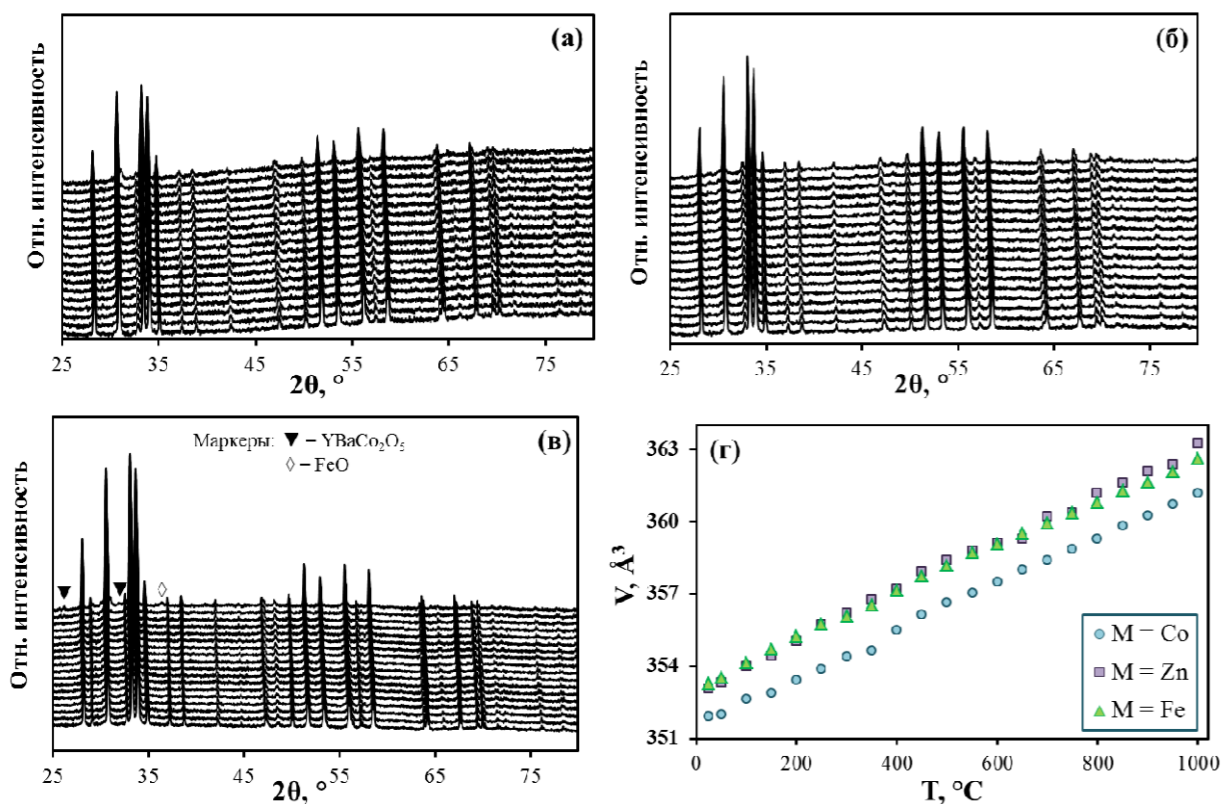 (а)
Отн. интенсивность
25 35 45 55 65 75
2θ, °
(б)
Отн. интенсивность
25 35 45 55 65 75
2θ, °
(в)
Маркеры: ▼ – YBaCo₂O₅
◇ – FeO
Отн. интенсивность
25 35 45 55 65 75
2θ, °
(г)
V, Å³
363
360
357
354
351
M = Co
M = Zn
M = Fe
0 200 400 600 800 1000
T, °C